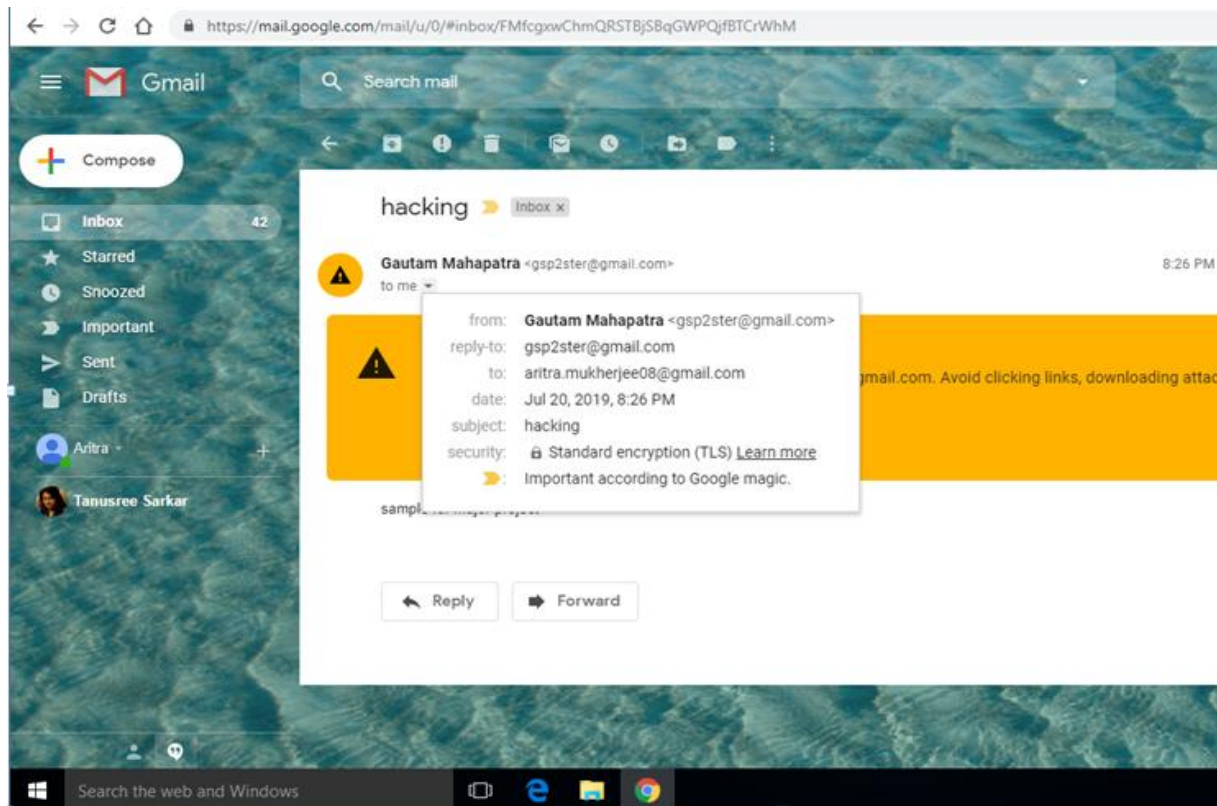 https://mail.google.com/mail/u/0/#inbox/FMfcgxwChmQRSTBjSBqGWPQjfBTCrWhM
Gmail
Search mail
Compose
Inbox 42
Starred
Snoozed
Important
Sent
Drafts
Aritra
Tanusree Sarkar
hacking Inbox x
Gautam Mahapatra <gsp2ster@gmail.com> 8:26 PM
to me
from: Gautam Mahapatra <gsp2ster@gmail.com>
reply-to: gsp2ster@gmail.com
to: aritra.mukherjee08@gmail.com
gmail.com. Avoid clicking links, downloading attac
date: Jul 20, 2019, 8:26 PM
subject: hacking
security: Standard encryption (TLS) Learn more
: Important according to Google magic.
sample for major project
Reply Forward
Search the web and Windows